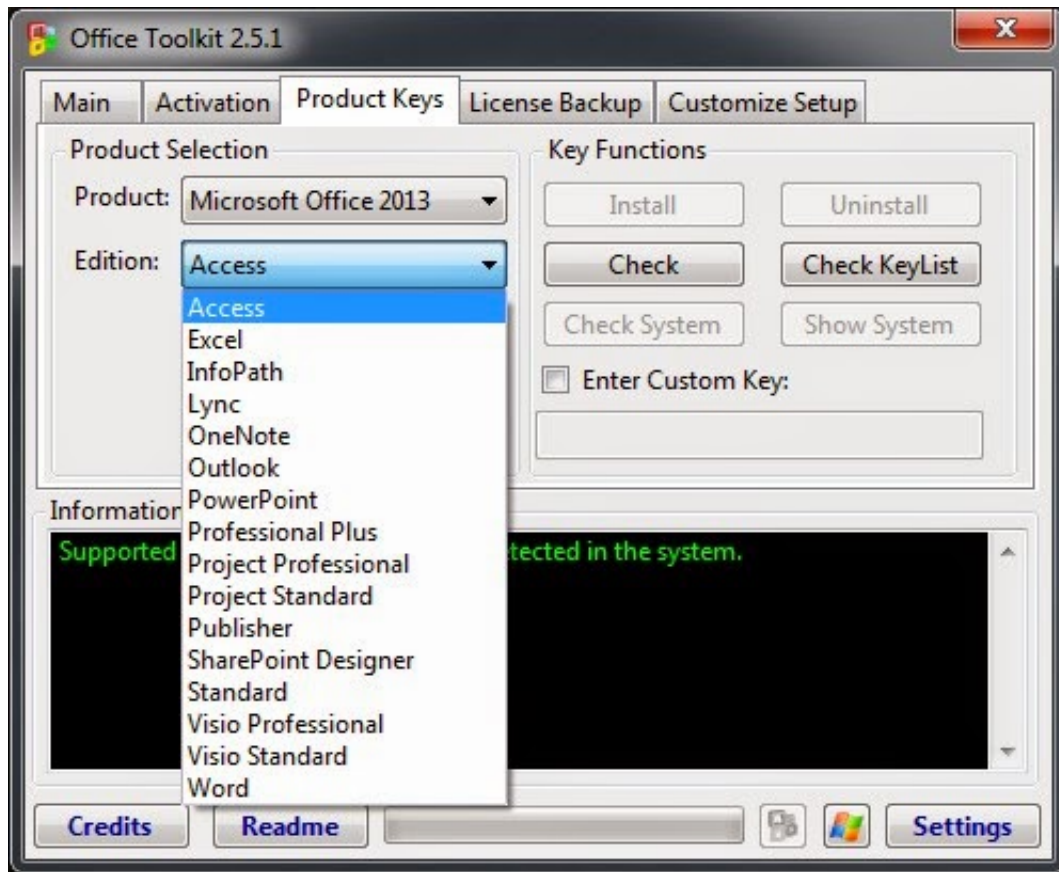 Office Toolkit 2.5.1
Main Activation Product Keys License Backup Customize Setup
Product Selection
Product: Microsoft Office 2013
Edition: Access
Access
Excel
InfoPath
Lync
OneNote
Outlook
PowerPoint
Professional Plus
Project Professional
Project Standard
Publisher
SharePoint Designer
Standard
Visio Professional
Visio Standard
Word
Key Functions
Install Uninstall
Check Check KeyList
Check System Show System
Enter Custom Key:
Supported in the system.
Credits Readme Settings